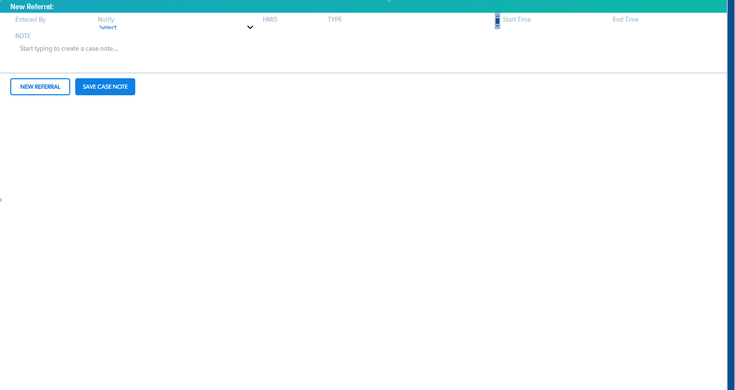 New Referral:
Entered By Notify HMIS TYPE Start Time End Time
Select
NOTE
Start typing to create a case note...
NEW REFERRAL SAVE CASE NOTE